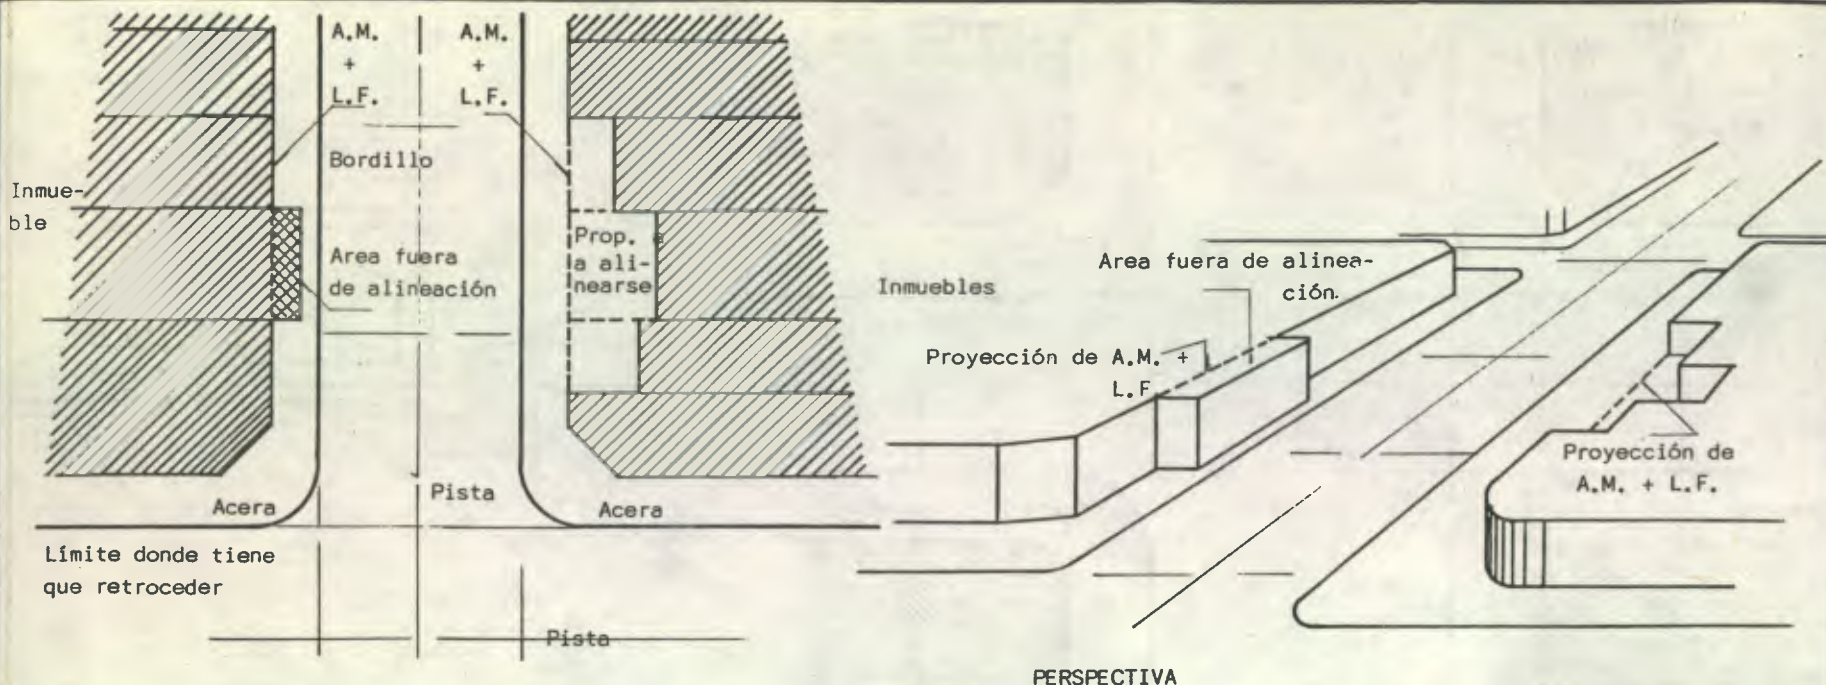 A.M.
+
L.F.
A.M.
+
L.F.
Bordillo
Inmue-
ble
Area fuera
de alineación
Prop.
a ali-
nearse
Inmuebles
Area fuera de alinea-
ción.
Proyección de A.M. +
L.F.
Proyección de
A.M. + L.F.
Pista
Acera
Acera
Límite donde tiene
que retroceder
Pista
PERSPECTIVA